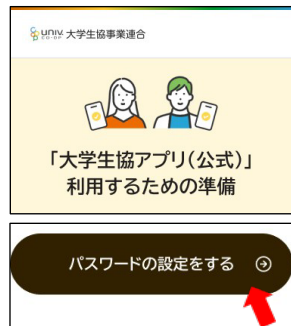 univ. 大学生協事業連合
CO-OP
「大学生協アプリ(公式)」
利用するための準備
パスワードの設定をする